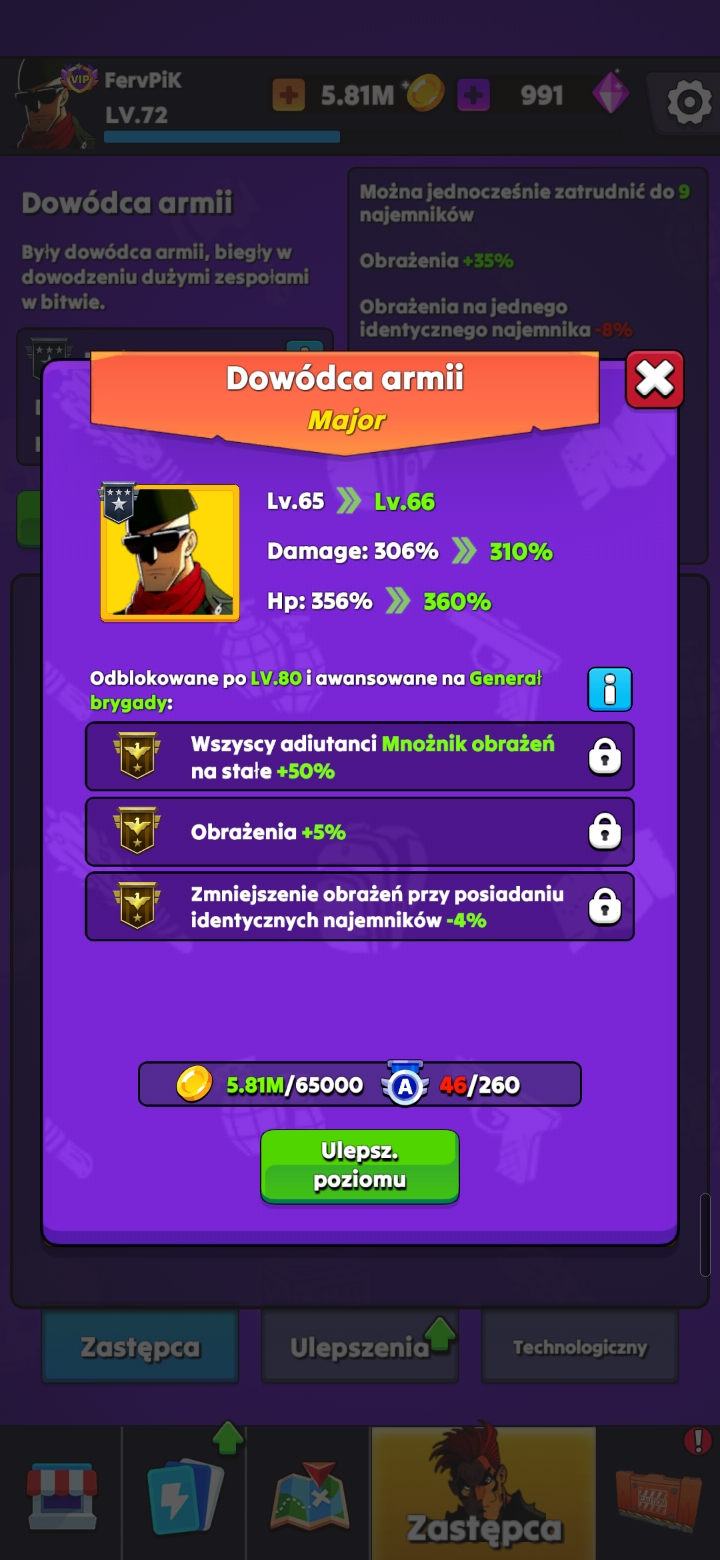 VIP
FervPiK
LV.72
5.81M
991
Dowódca armii
Były dowódca armii, biegły w
dowodzeniu dużymi zespołami
w bitwie.
Można jednocześnie zatrudnić do 9
najemników
Obrażenia +35%
Obrażenia na jednego
identycznego najemnika -8%
Dowódca armii
Major
Lv.65 Lv.66
Damage: 306% 310%
Hp: 356% 360%
Odblokowane po LV.80 i awansowane na Generał
brygady:
Wszyscy adiutanci Mnożnik obrażeń
na stałe +50%
Obrażenia +5%
Zmniejszenie obrażeń przy posiadaniu
identycznych najemników -4%
5.81M/65000 A 46/260
Ulepsz.
poziomu
Zastępca
Ulepszenia
Technologiczny
Zastępca